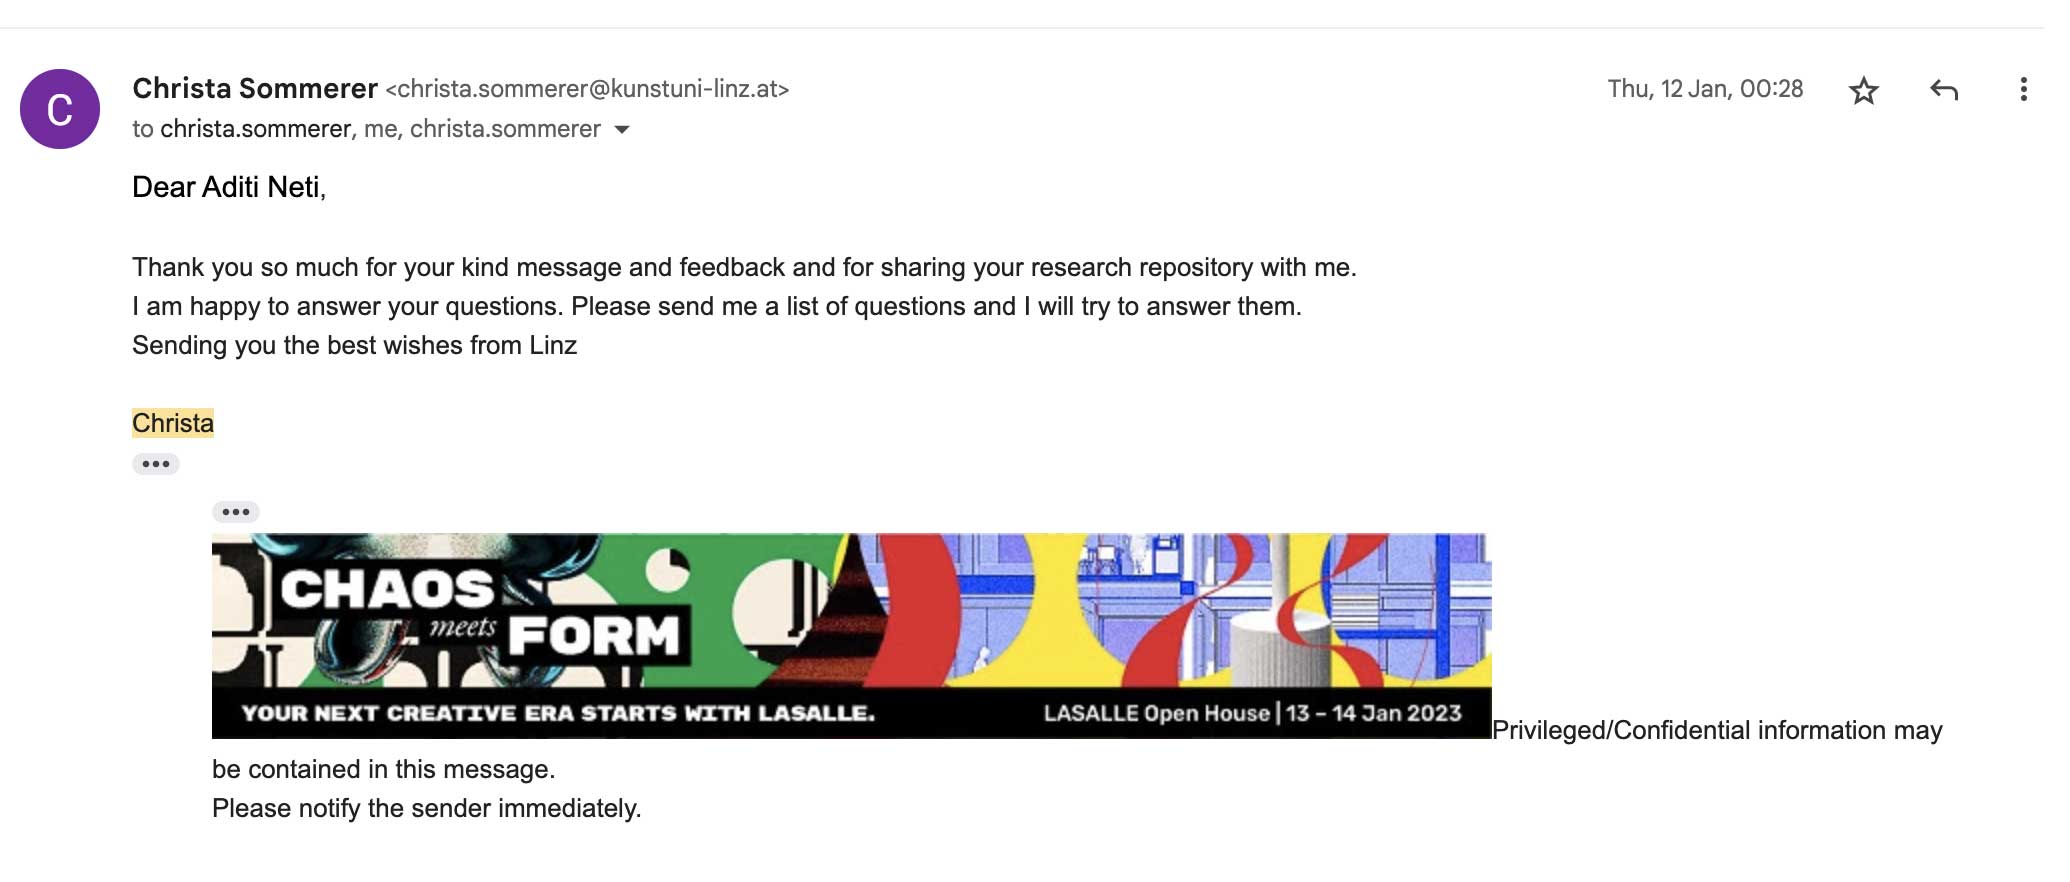 C
Christa Sommerer <christa.sommerer@kunstuni-linz.at>
Thu, 12 Jan, 00:28
to christa.sommerer, me, christa.sommerer
Dear Aditi Neti,
Thank you so much for your kind message and feedback and for sharing your research repository with me.
I am happy to answer your questions. Please send me a list of questions and I will try to answer them.
Sending you the best wishes from Linz
Christa
CHAOS
meets FORM
YOUR NEXT CREATIVE ERA STARTS WITH LASALLE.
LASALLE Open House | 13 – 14 Jan 2023
Privileged/Confidential information may
be contained in this message.
Please notify the sender immediately.